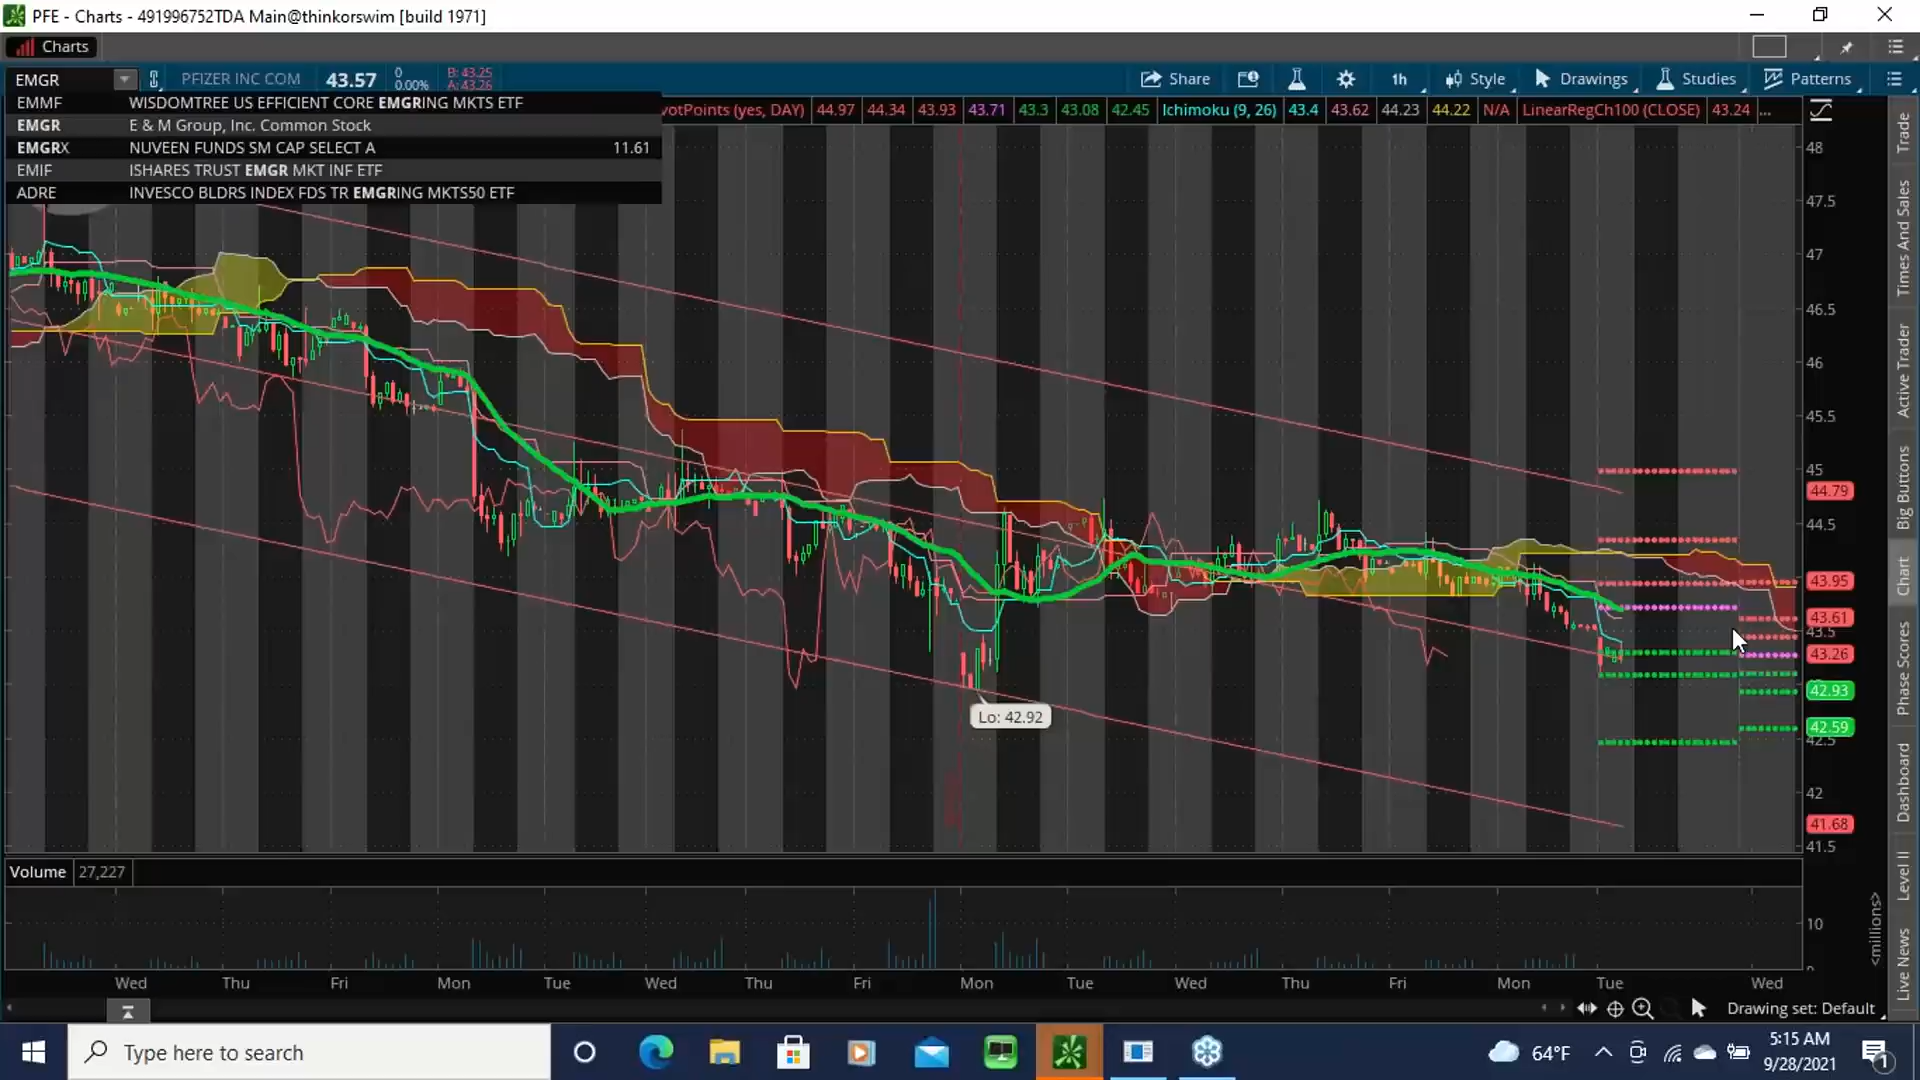 PFE - Charts - 491996752TDA Main@thinkorswim [build 1971]
Charts
EMGR PFIZER INC COM 43.57 0 0.00% B: 43.25 A: 43.26 Share 1h Style Drawings Studies Patterns
EMMF WISDOMTREE US EFFICIENT CORE EMGRING MKTS ETF
EMGR E & M Group, Inc. Common Stock
EMGRX NUVEEN FUNDS SM CAP SELECT A 11.61
EMIF ISHARES TRUST EMGR MKT INF ETF
ADRE INVESCO BLDRS INDEX FDS TR EMGRING MKTS50 ETF
votPoints (yes, DAY) 44.97 44.34 43.93 43.71 43.3 43.08 42.45 Ichimoku (9, 26) 43.4 43.62 44.23 44.22 N/A LinearRegCh100 (CLOSE) 43.24 ...
48
47.5
47
46.5
46
45.5
45
44.79
44.5
43.95
43.61
43.5
43.26
42.93
42.59
42.5
42
41.68
41.5
Lo: 42.92
Trade
Times And Sales
Active Trader
Big Buttons
Chart
Phase Scores
Dashboard
Level II
Live News
Volume 27,227
10
<millions>
Wed Thu Fri Mon Tue Wed Thu Fri Mon Tue Wed Thu Fri Mon Tue Wed
Drawing set: Default
Type here to search
64°F
5:15 AM
9/28/2021
1